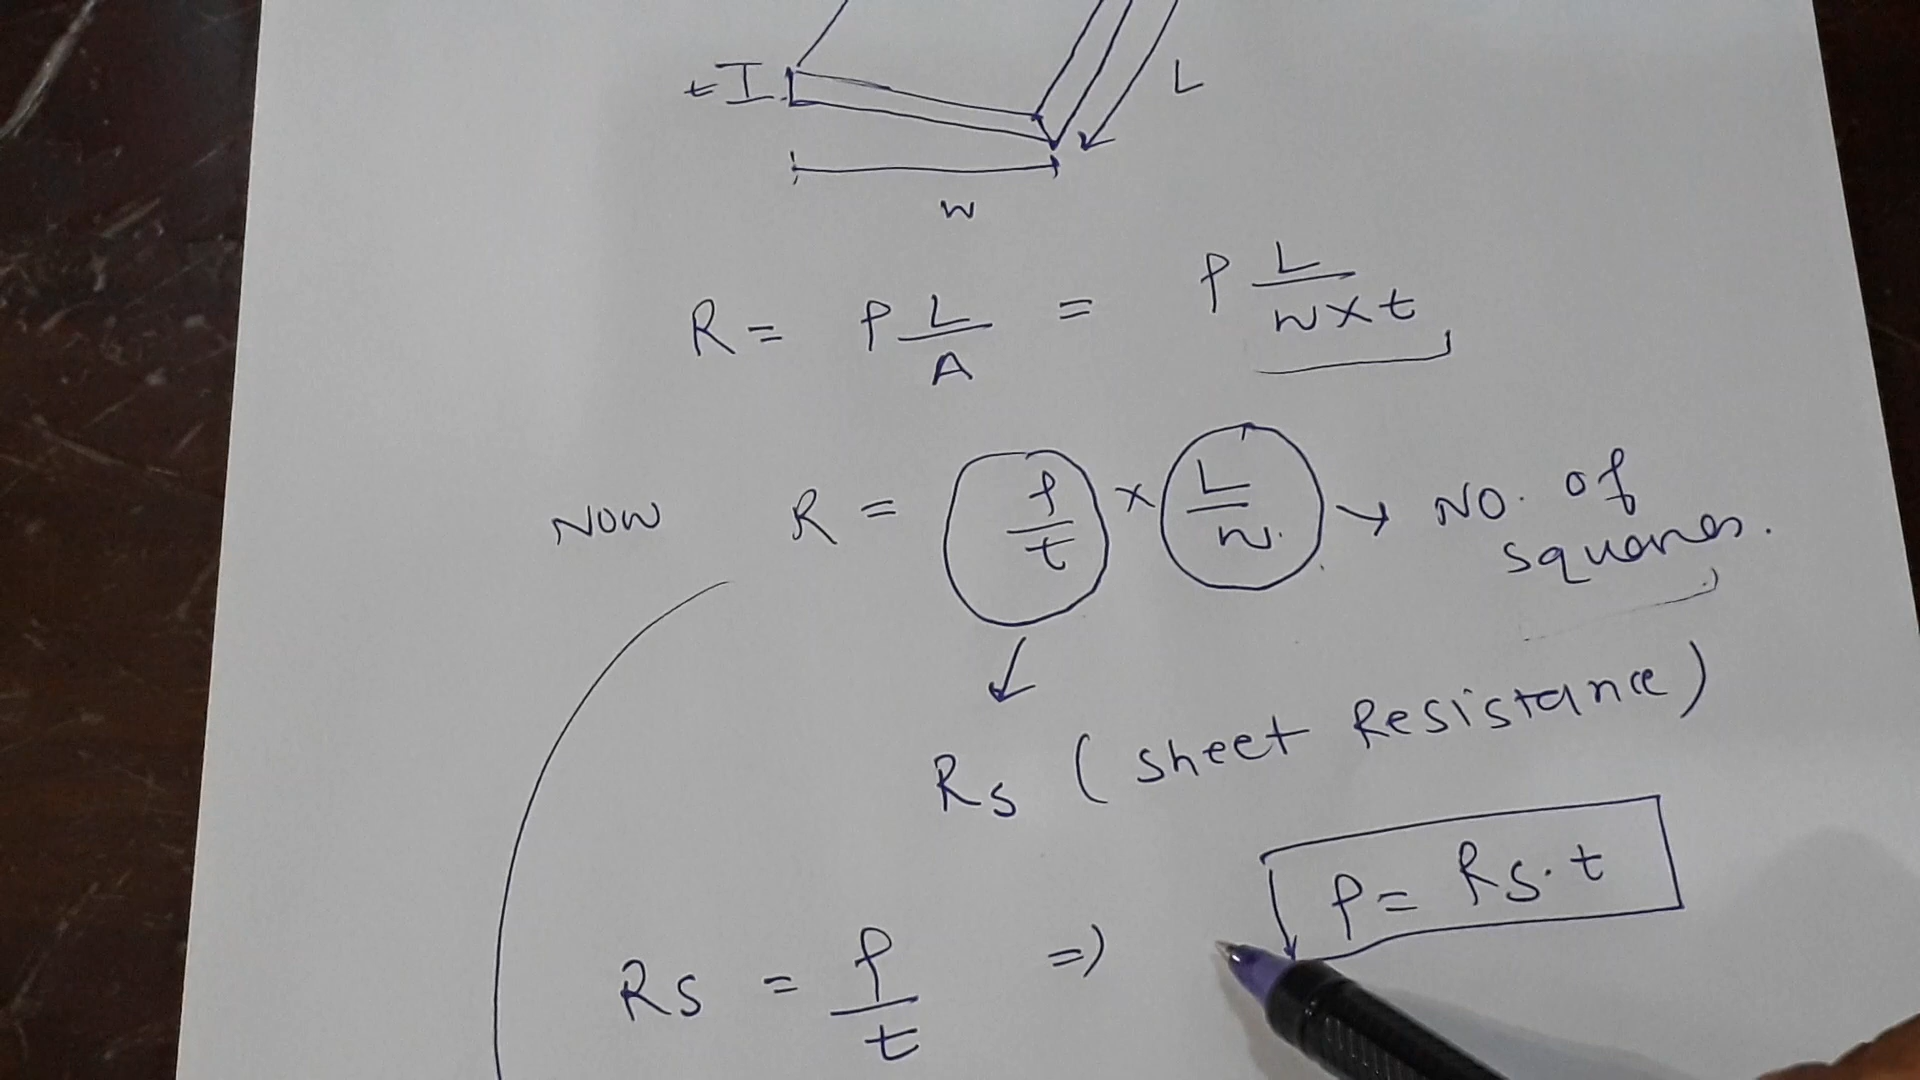 t
L
W
R = ρ L/A = ρ L/(W x t)
NOW R = ρ/t x L/W → NO. of
squares.
Rs (sheet Resistance)
ρ = Rs. t
Rs = ρ/t =>